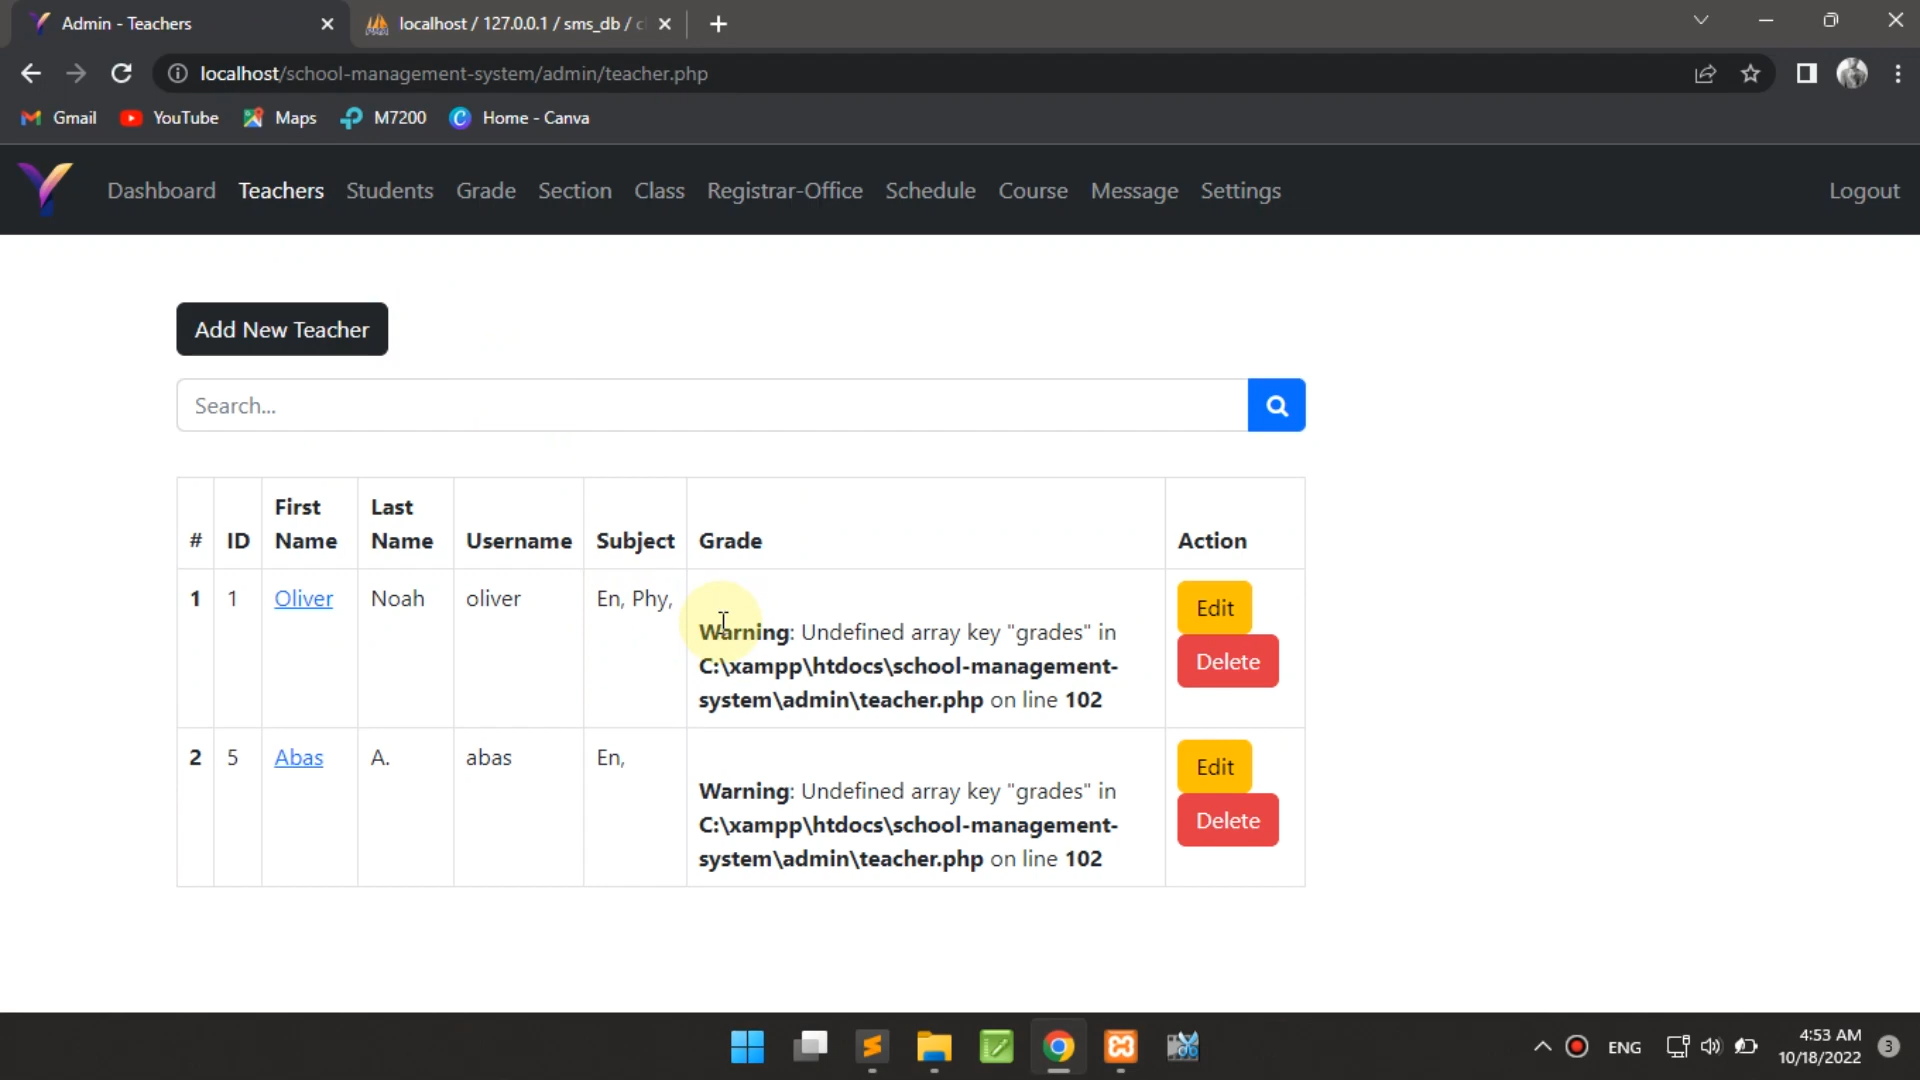 Admin - Teachers
localhost / 127.0.0.1 / sms_db /
localhost/school-management-system/admin/teacher.php
Gmail YouTube Maps M7200 Home - Canva
Dashboard Teachers Students Grade Section Class Registrar-Office Schedule Course Message Settings Logout
Add New Teacher
Search...
# ID First Name Last Name Username Subject Grade Action
1 1 Oliver Noah oliver En, Phy,
Warning: Undefined array key "grades" in
C:\xampp\htdocs\school-management-
system\admin\teacher.php on line 102
Edit
Delete
2 5 Abas A. abas En,
Warning: Undefined array key "grades" in
C:\xampp\htdocs\school-management-
system\admin\teacher.php on line 102
Edit
Delete
ENG
4:53 AM
10/18/2022
3